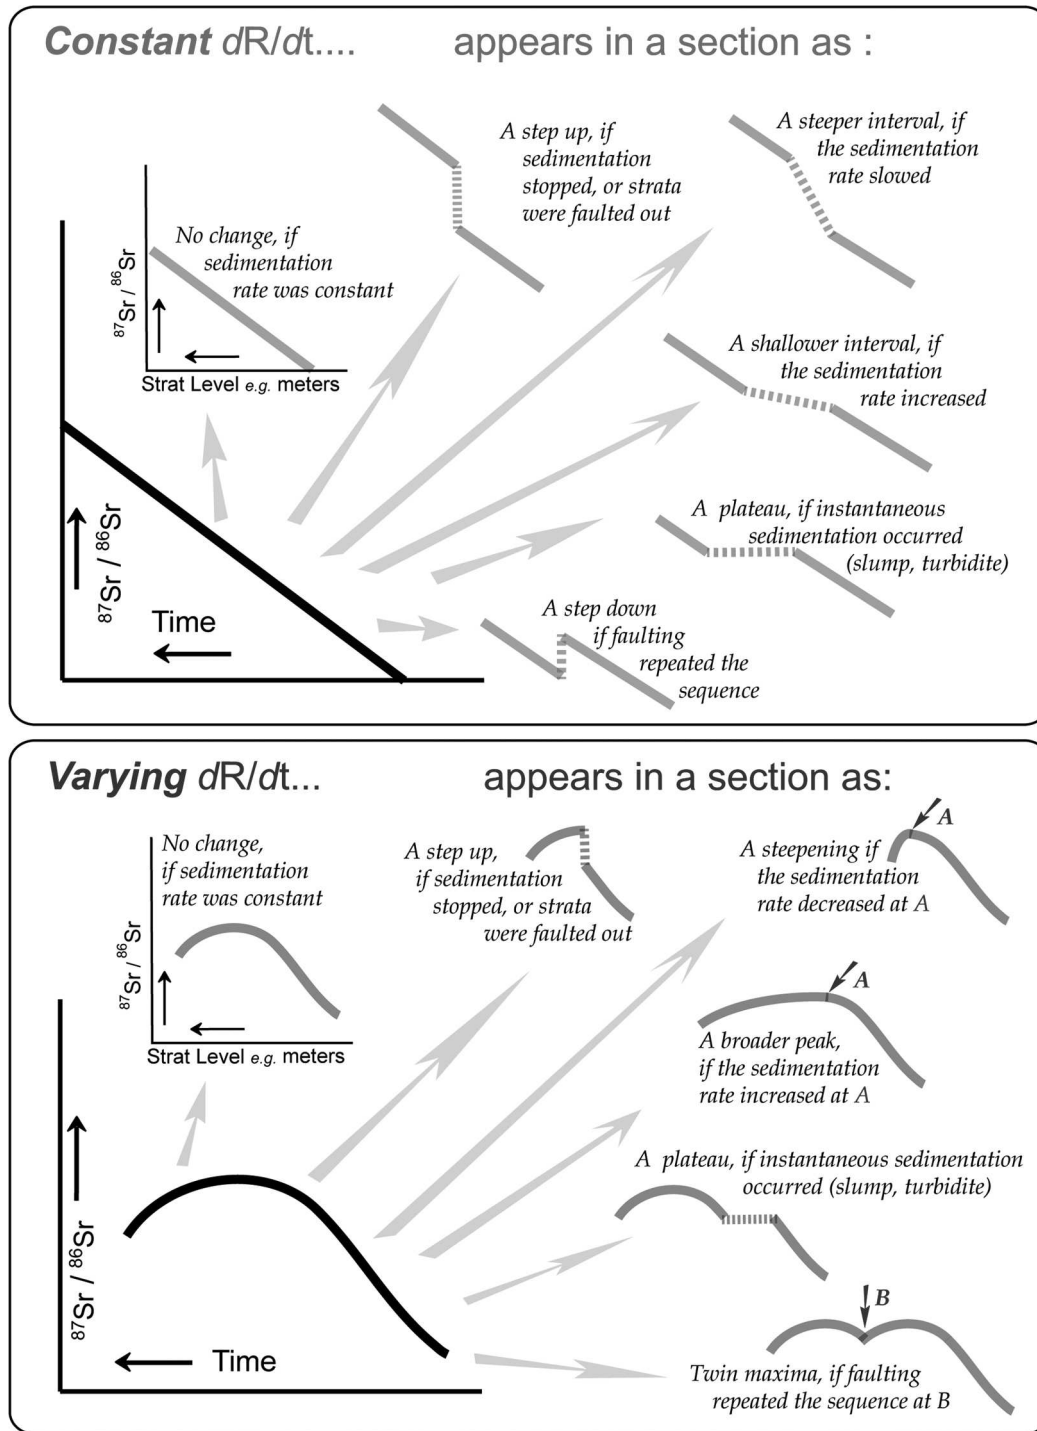 Constant dR/dt.... appears in a section as :
No change, if
sedimentation
rate was constant
⁸⁷Sr / ⁸⁶Sr
Strat Level e.g. meters
A step up, if
sedimentation
stopped, or strata
were faulted out
A steeper interval, if
the sedimentation
rate slowed
A shallower interval, if
the sedimentation
rate increased
A plateau, if instantaneous
sedimentation occurred
(slump, turbidite)
A step down
if faulting
repeated the
sequence
⁸⁷Sr / ⁸⁶Sr
Time
Varying dR/dt... appears in a section as:
No change,
if sedimentation
rate was constant
⁸⁷Sr / ⁸⁶Sr
Strat Level e.g. meters
A step up,
if sedimentation
stopped, or strata
were faulted out
A
A steepening if
the sedimentation
rate decreased at A
A
A broader peak,
if the sedimentation
rate increased at A
A plateau, if instantaneous sedimentation
occurred (slump, turbidite)
B
Twin maxima, if faulting
repeated the sequence at B
⁸⁷Sr / ⁸⁶Sr
Time